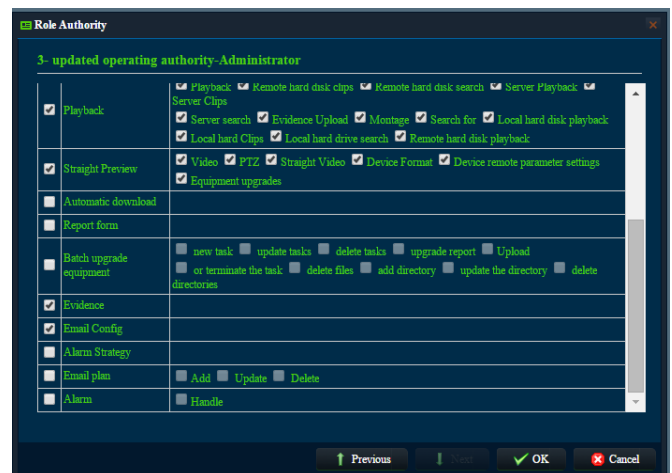 Role Authority
3- updated operating authority-Administrator
Playback Remote hard disk clips Remote hard disk search Server Playback
Server Clips
Playback
Server search Evidence Upload Montage Search for Local hard disk playback
Local hard Clips Local hard drive search Remote hard disk playback
Straight Preview
Video PTZ Straight Video Device Format Device remote parameter settings
Equipment upgrades
Automatic download
Report form
Batch upgrade
equipment
new task update tasks delete tasks upgrade report Upload
or terminate the task delete files add directory update the directory delete
directories
Evidence
Email Config
Alarm Strategy
Email plan
Add Update Delete
Alarm
Handle
Previous
Next
OK
Cancel